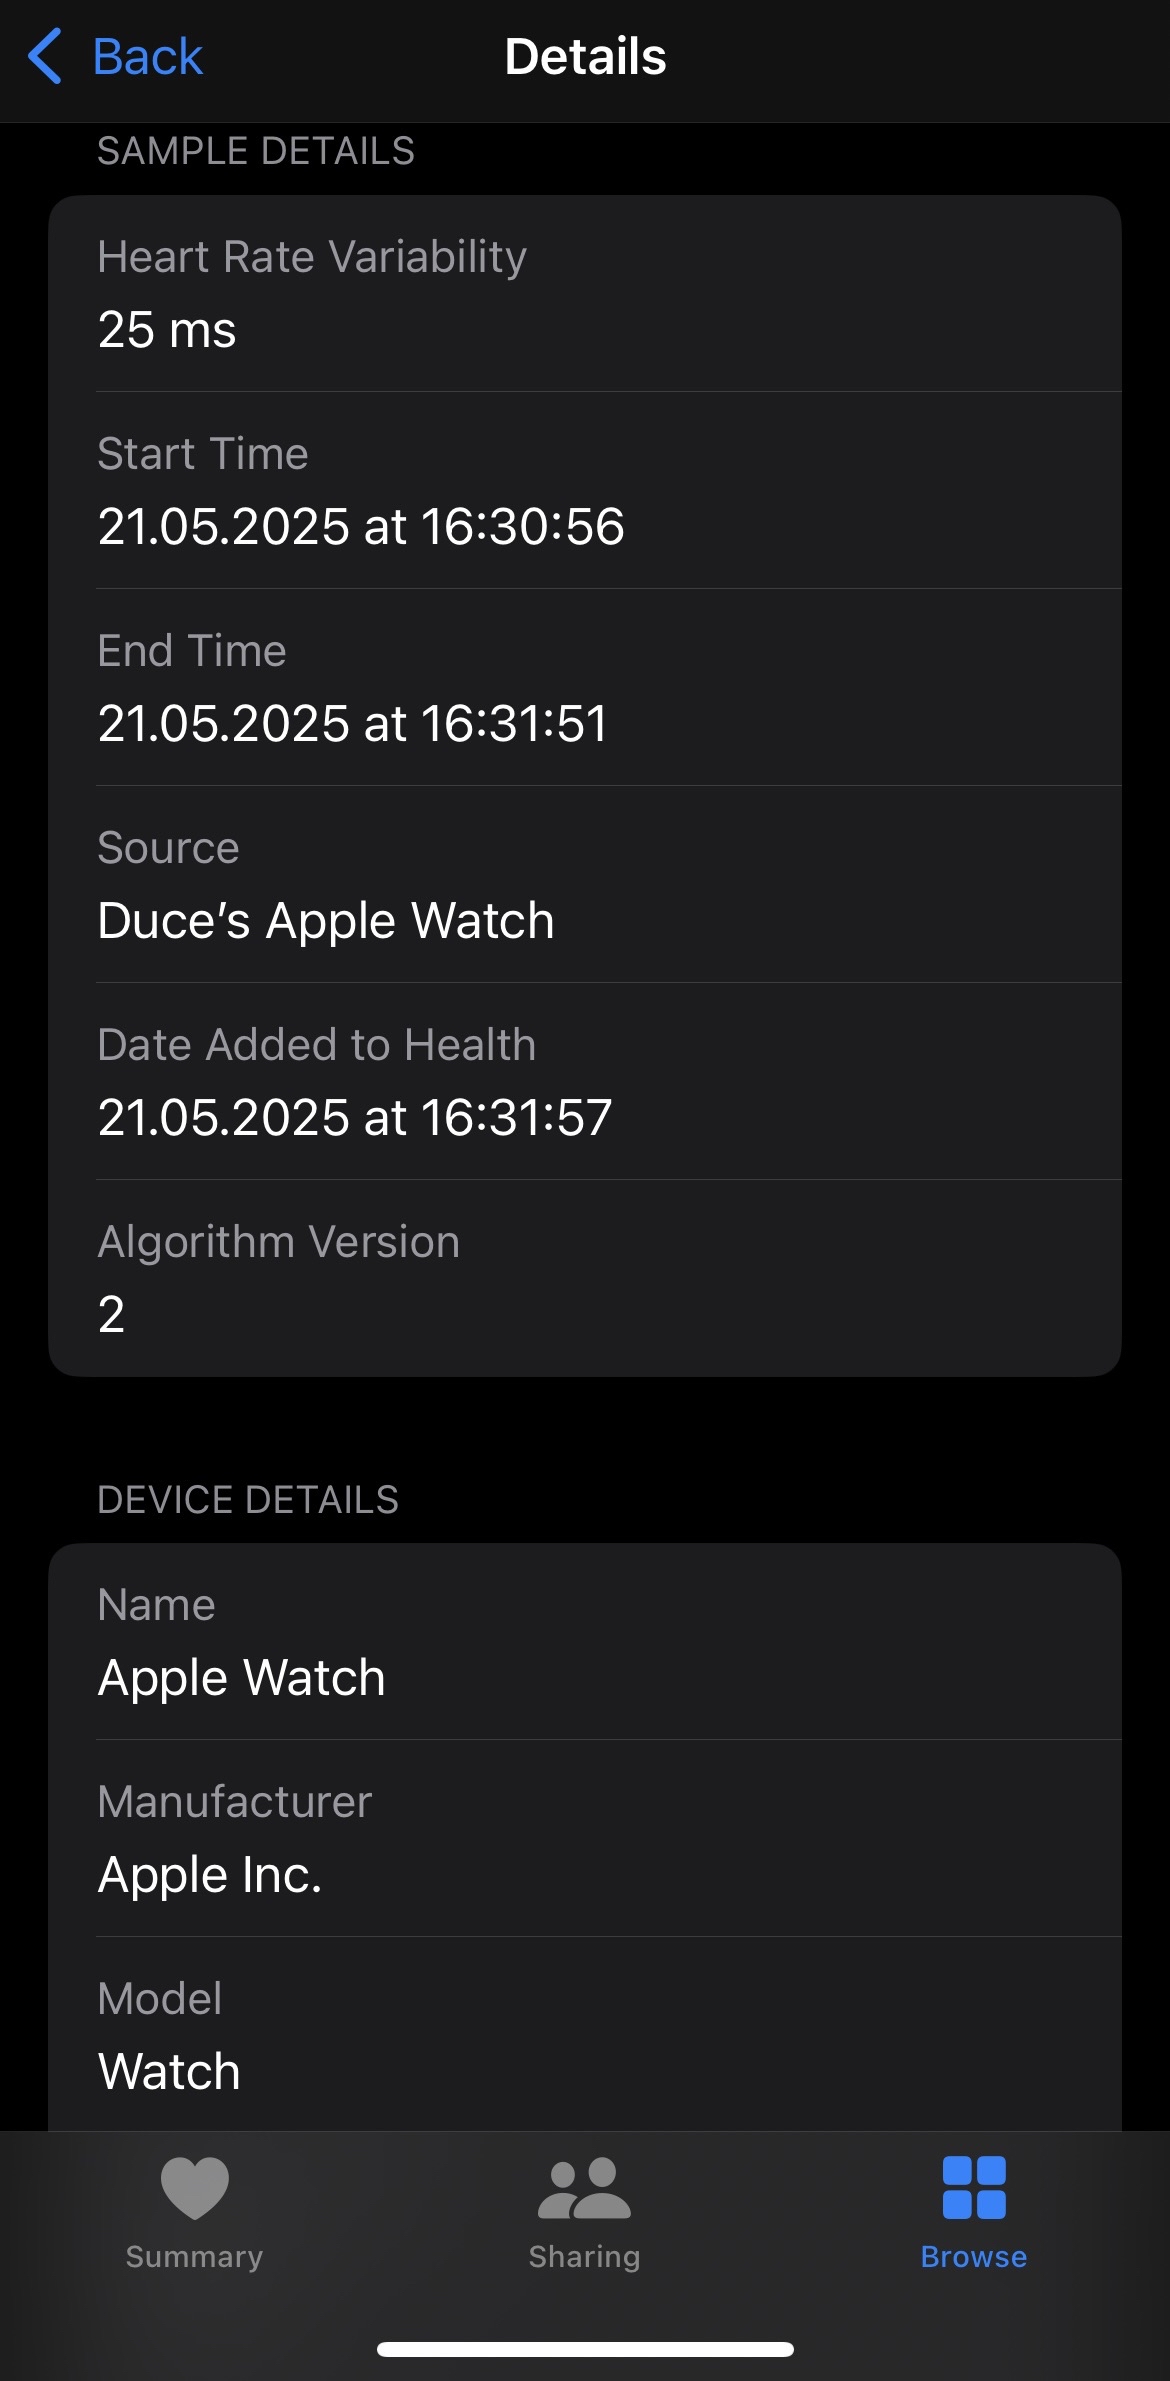 Back
Details
SAMPLE DETAILS
Heart Rate Variability
25 ms
Start Time
21.05.2025 at 16:30:56
End Time
21.05.2025 at 16:31:51
Source
Duce’s Apple Watch
Date Added to Health
21.05.2025 at 16:31:57
Algorithm Version
2
DEVICE DETAILS
Name
Apple Watch
Manufacturer
Apple Inc.
Model
Watch
Summary
Sharing
Browse